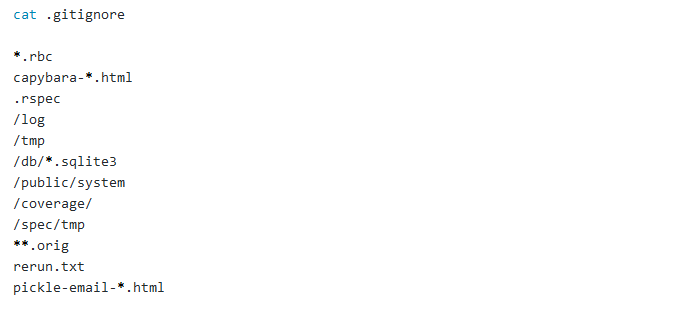 cat .gitignore
*.rbc
capybara-*.html
.rspec
/log
/tmp
/db/*.sqlite3
/public/system
/coverage/
/spec/tmp
**.orig
rerun.txt
pickle-email-*.html